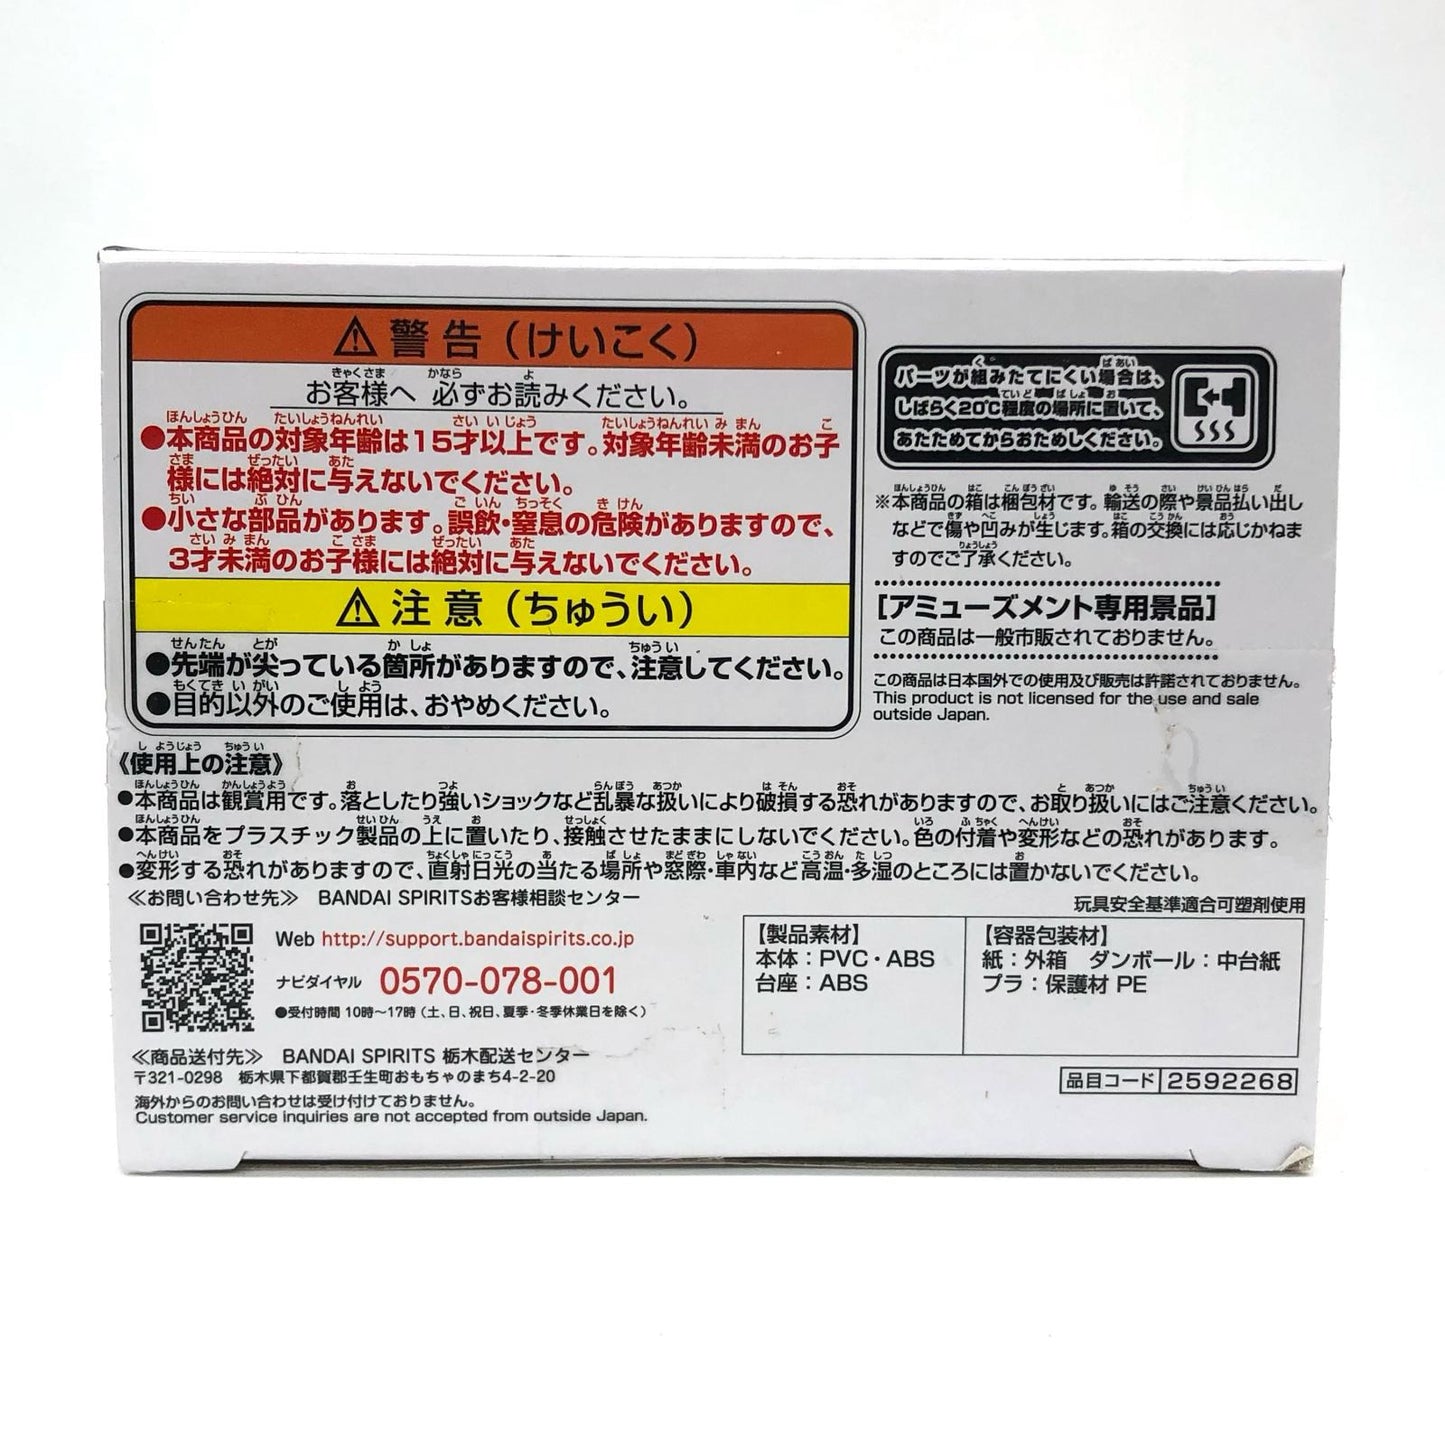 ⚠警告（けいこく）
お客様へ 必ずお読みください。
●本商品の対象年齢は15才以上です。対象年齢未満のお子
様には絶対に与えないでください。
●小さな部品があります。誤飲・窒息の危険がありますので、
3才未満のお子様には絶対に与えないでください。
⚠注意（ちゅうい）
●先端が尖っている箇所がありますので、注意してください。
●目的以外のご使用は、おやめください。
パーツが組みたてにくい場合は、
しばらく20℃程度の場所に置いて、
あたためてからおためしください。
※本商品の箱は梱包材です。輸送の際や景品払い出し
などで傷や凹みが生じます。箱の交換には応じかねま
すのでご了承ください。
[アミューズメント専用景品]
この商品は一般市販されておりません。
この商品は日本国外での使用及び販売は許諾されておりません。
This product is not licensed for the use and sale
outside Japan.
《使用上の注意》
●本商品は観賞用です。落としたり強いショックなど乱暴な扱いにより破損する恐れがありますので、お取り扱いにはご注意ください。
●本商品をプラスチック製品の上に置いたり、接触させたままにしないでください。色の付着や変形などの恐れがあります。
●変形する恐れがありますので、直射日光の当たる場所や窓際・車内など高温・多湿のところには置かないでください。
≪お問い合わせ先≫ BANDAI SPIRITSお客様相談センター
Web http://support.bandaispirits.co.jp
ナビダイヤル 0570-078-001
●受付時間 10時～17時（土、日、祝日、夏季・冬季休業日を除く）
≪商品送付先≫ BANDAI SPIRITS 栃木配送センター
〒321-0298 栃木県下都賀郡壬生町おもちゃのまち4-2-20
海外からのお問い合わせは受け付けておりません。
Customer service inquiries are not accepted from outside Japan.
玩具安全基準適合可塑剤使用
【製品素材】
本体：PVC・ABS
台座：ABS
【容器包装材】
紙：外箱 ダンボール：中台紙
プラ：保護材 PE
品目コード 2592268